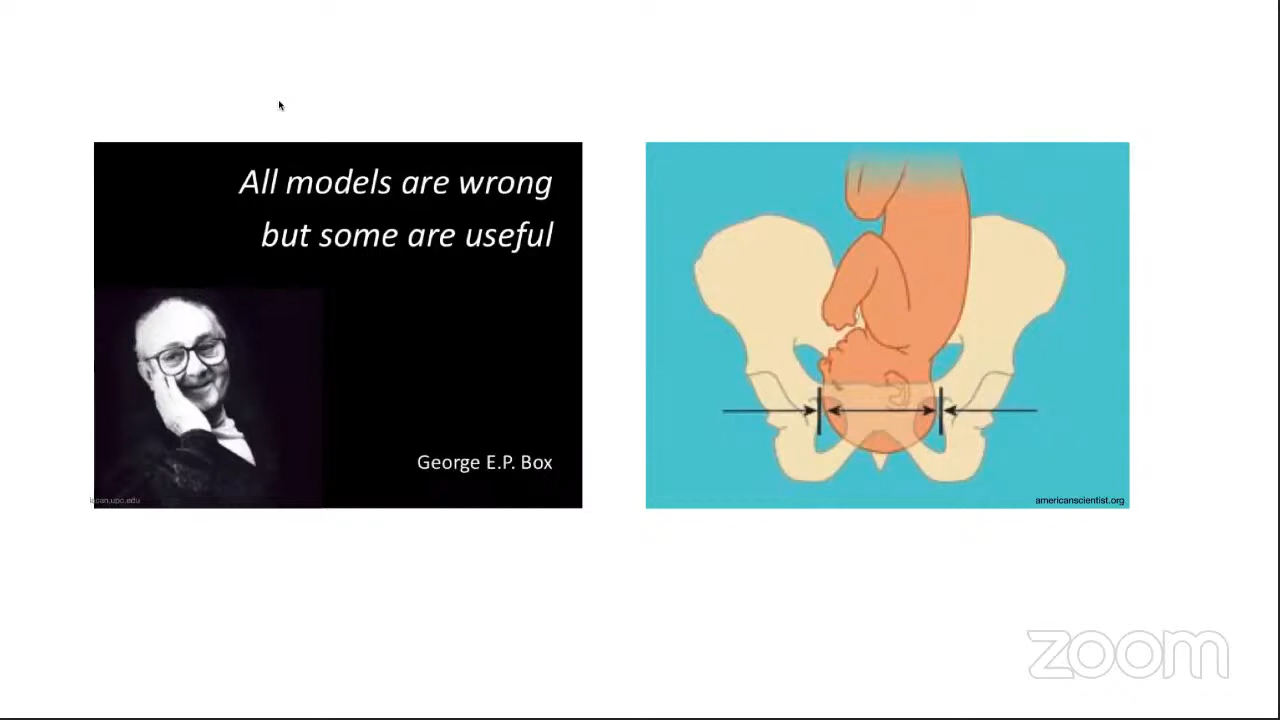 All models are wrong
but some are useful
George E.P. Box
americanscientist.org
zoom